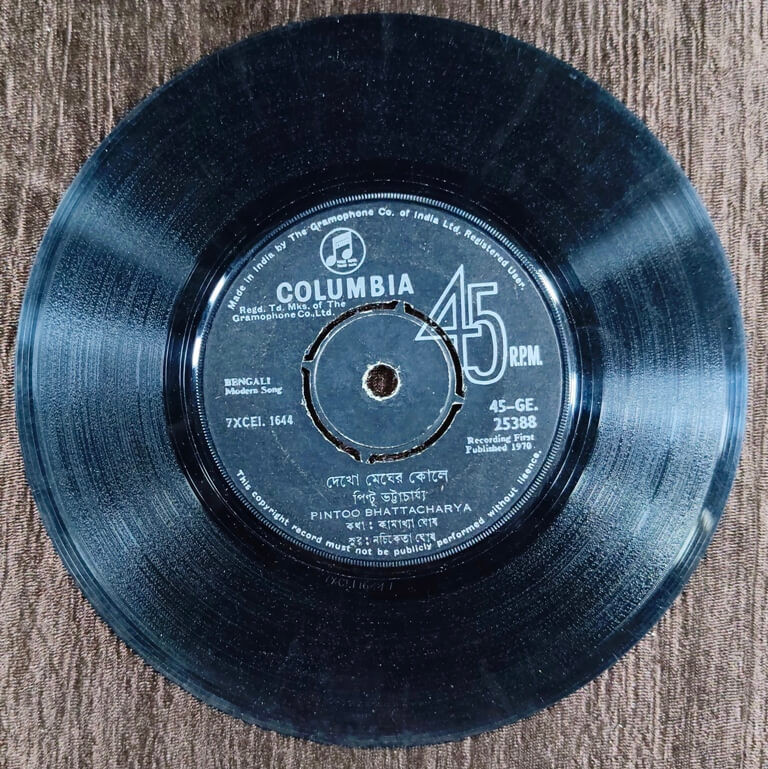 Made in India by The Gramophone Co. of India Ltd. Registered User.
COLUMBIA
Regd. Td. Mks. of The
Gramophone Co., Ltd.
45
R.P.M.
BENGALI
Modern Song
7XCEI. 1644
45-GE.
25388
Recording First
Published 1970.
দেখো মেঘের কোলে
পিণ্টু ভট্টাচার্য্য
PINTOO BHATTACHARYA
কথা : কামাখ্যা ঘোষ
সুর : নচিকেতা ঘোষ
This copyright record must not be publicly performed without licence.